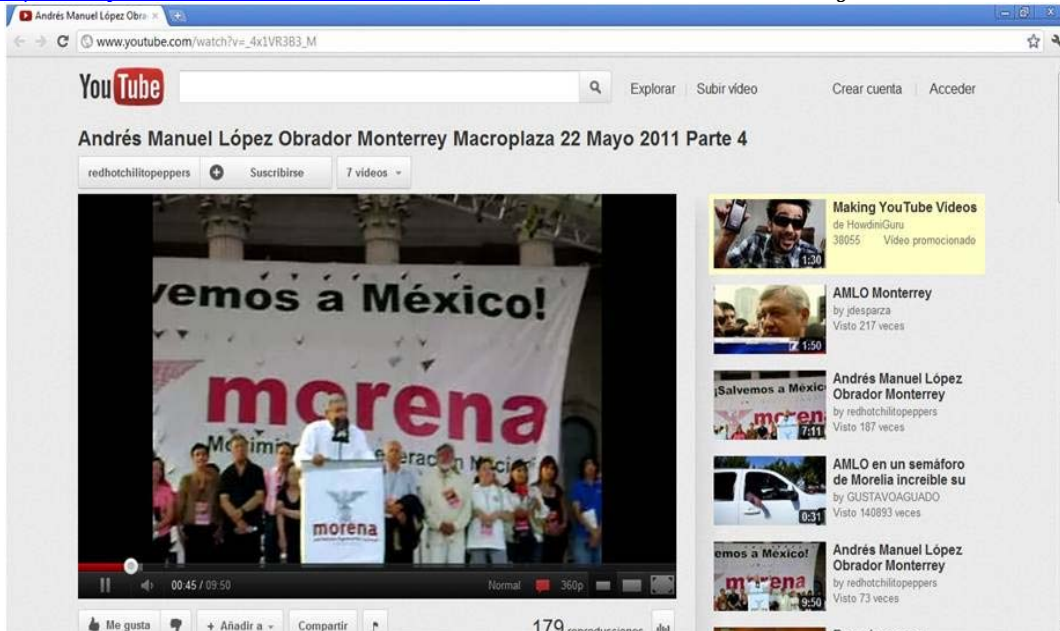 Andrés Manuel López Obra
www.youtube.com/watch?v=_4x1VR3B3_M
YouTube
Explorar
Subir vídeo
Crear cuenta
Acceder
Andrés Manuel López Obrador Monterrey Macroplaza 22 Mayo 2011 Parte 4
redhotchilitopeppers
Suscribirse
7 vídeos
vemos a México!
morena
morena
00:45 / 09:50
Normal
360p
Me gusta
+ Añadir a
Compartir
179 reproducciones
Making YouTube Videos
de HowdiniGuru
38055 Vídeo promocionado
1:30
AMLO Monterrey
by jdesparza
Visto 217 veces
1:50
Andrés Manuel López
Obrador Monterrey
by redhotchilitopeppers
Visto 187 veces
¡Salvemos a Méxic
7:11
AMLO en un semáforo
de Morelia increible su
by GUSTAVOAGUADO
Visto 140893 veces
0:31
Andrés Manuel López
Obrador Monterrey
by redhotchilitopeppers
Visto 73 veces
emos a México!
9:50